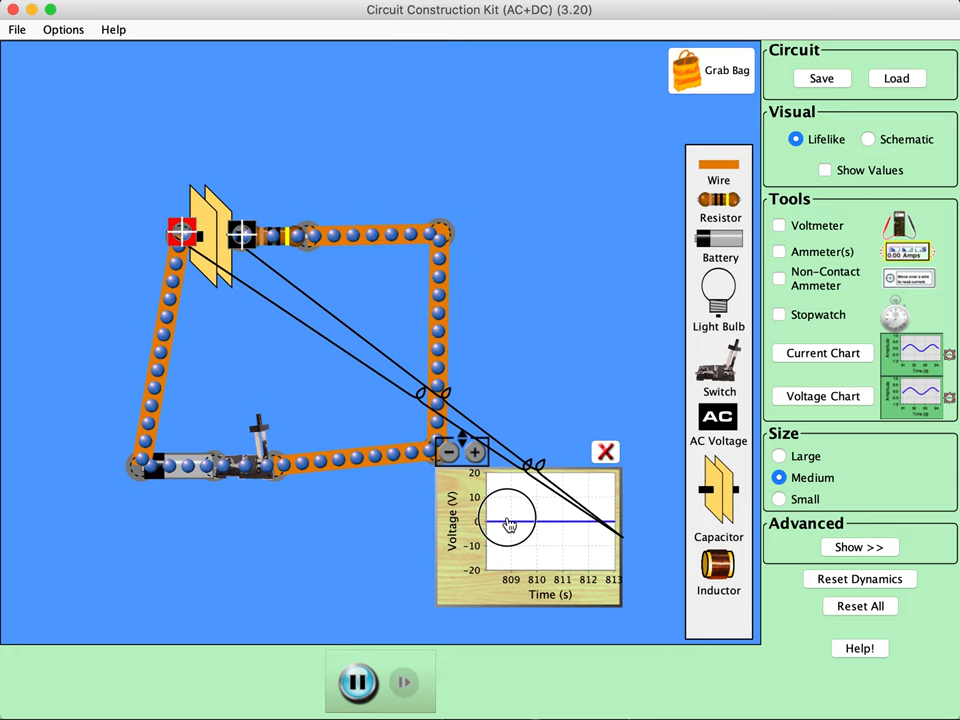 Circuit Construction Kit (AC+DC) (3.20)
File Options Help
Grab Bag
Wire
Resistor
Battery
Light Bulb
Switch
AC
AC Voltage
Capacitor
Inductor
Circuit
Save Load
Visual
Lifelike Schematic
Show Values
Tools
Voltmeter
Ammeter(s)
0.00 Amps
Non-Contact
Ammeter
Stopwatch
Current Chart
Voltage Chart
Size
Large
Medium
Small
Advanced
Show >>
Reset Dynamics
Reset All
Help!
Voltage (V)
20
10
0
-10
-20
809 810 811 812 813
Time (s)